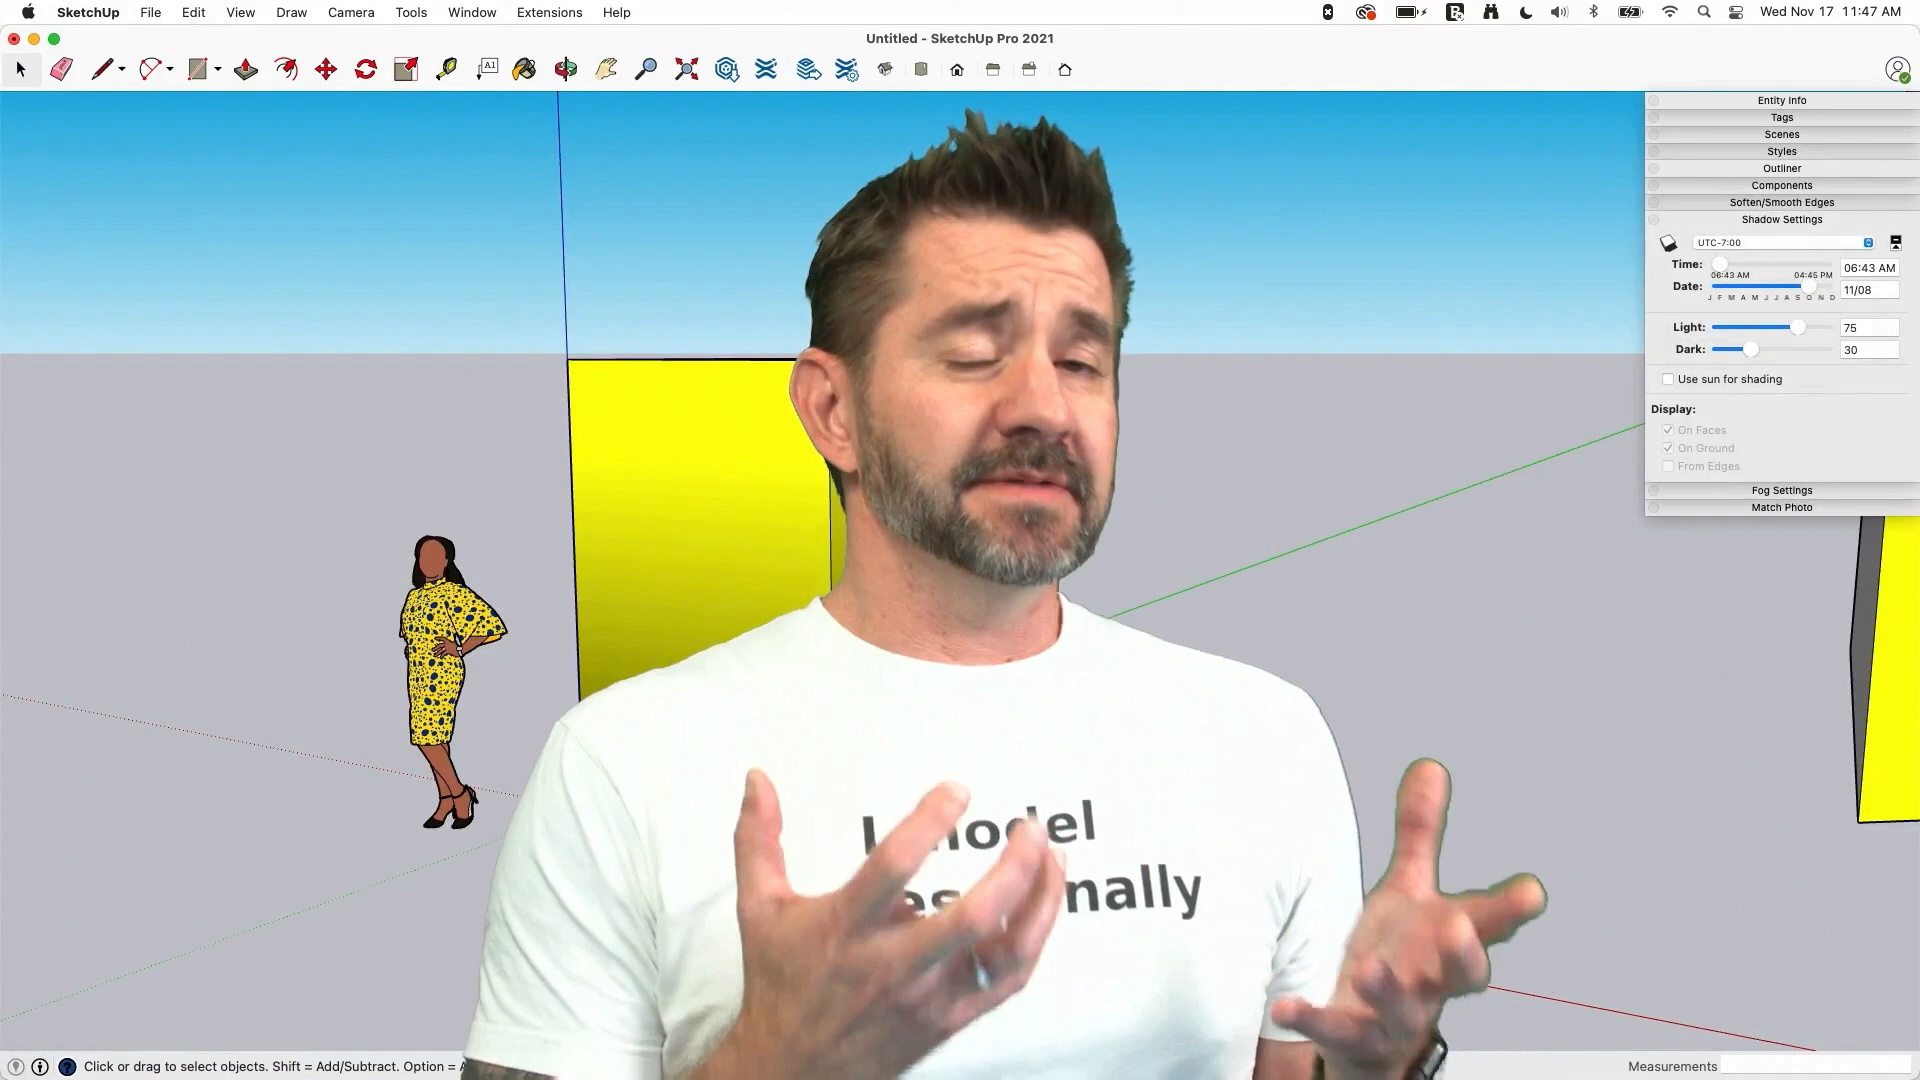 SketchUp File Edit View Draw Camera Tools Window Extensions Help Wed Nov 17 11:47 AM
Untitled - SketchUp Pro 2021
A1
Entity Info
Tags
Scenes
Styles
Outliner
Components
Soften/Smooth Edges
Shadow Settings
UTC-7:00
Time: 06:43 AM
06:43 AM 04:45 PM
Date: 11/08
J F M A M J J A S O N D
Light: 75
Dark: 30
Use sun for shading
Display:
On Faces
On Ground
From Edges
Fog Settings
Match Photo
I model
nally
Click or drag to select objects. Shift = Add/Subtract. Option =
Measurements